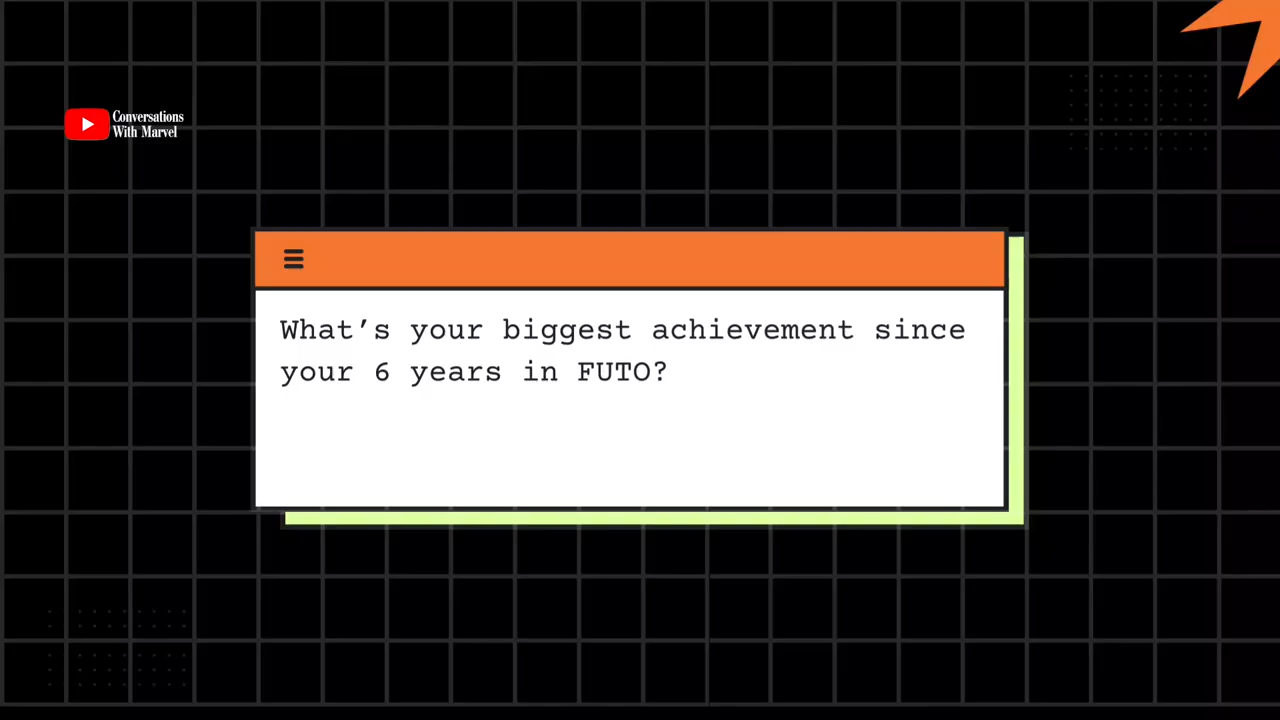 Conversations
With Marvel
What’s your biggest achievement since
your 6 years in FUTO?